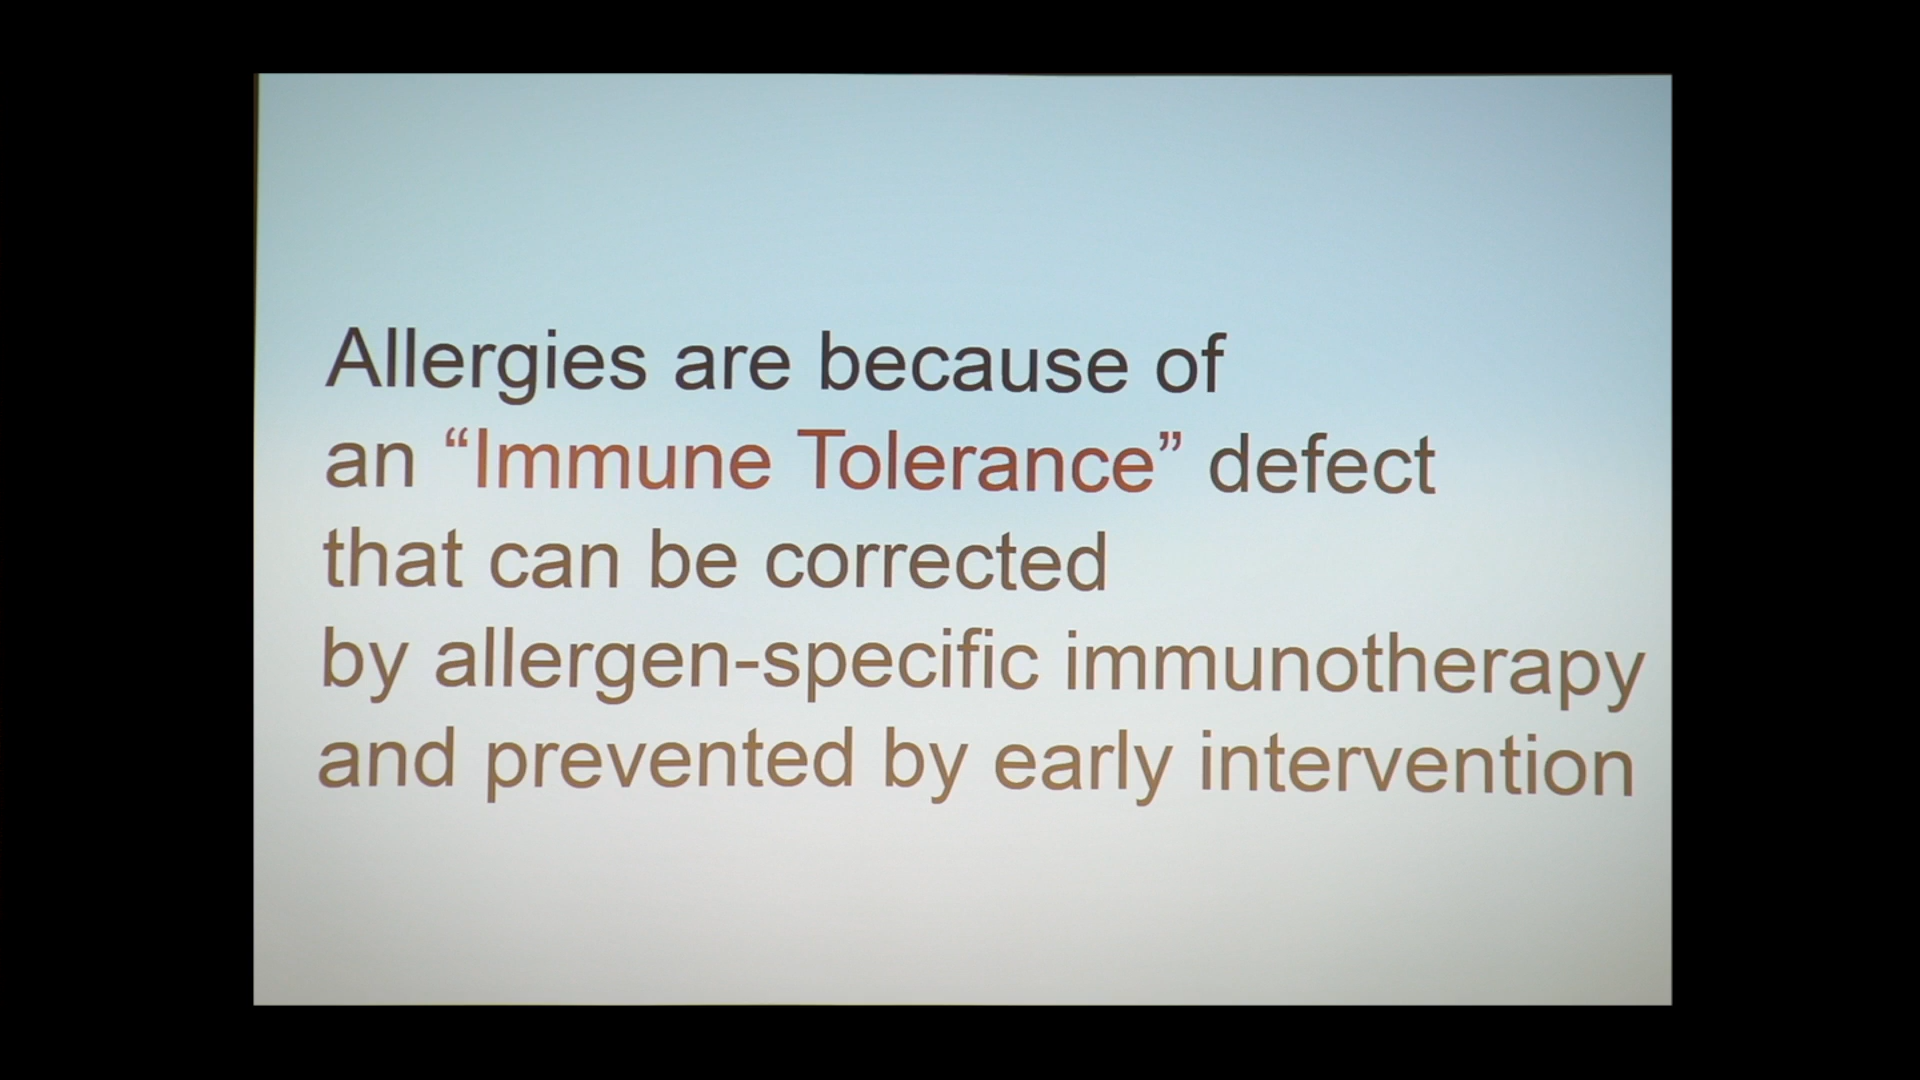 Allergies are because of
an “Immune Tolerance” defect
that can be corrected
by allergen-specific immunotherapy
and prevented by early intervention